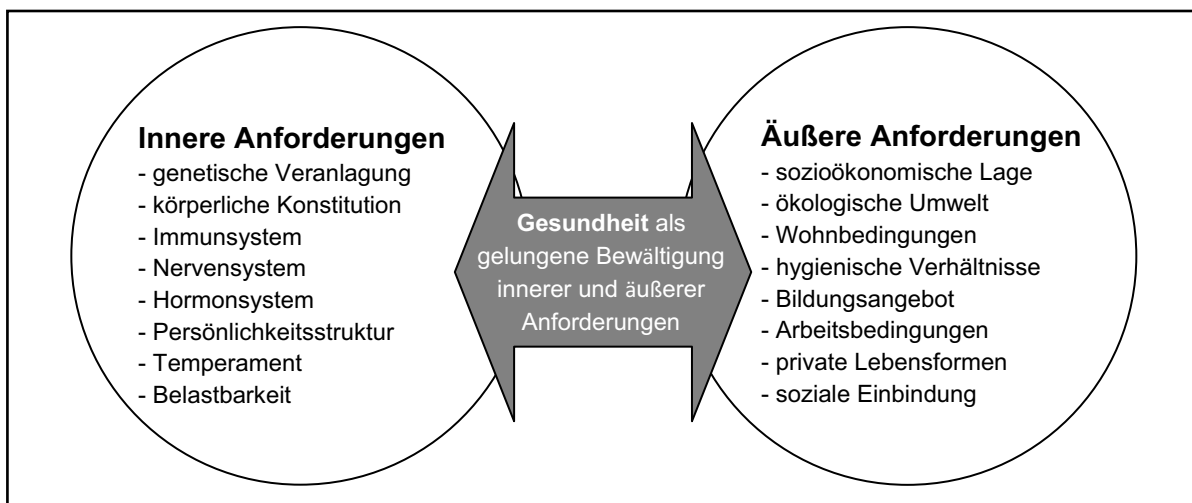 Innere Anforderungen
- genetische Veranlagung
- körperliche Konstitution
- Immunsystem
- Nervensystem
- Hormonsystem
- Persönlichkeitsstruktur
- Temperament
- Belastbarkeit
Gesundheit als
gelungene Bewältigung
innerer und äußerer
Anforderungen
Äußere Anforderungen
- sozioökonomische Lage
- ökologische Umwelt
- Wohnbedingungen
- hygienische Verhältnisse
- Bildungsangebot
- Arbeitsbedingungen
- private Lebensformen
- soziale Einbindung